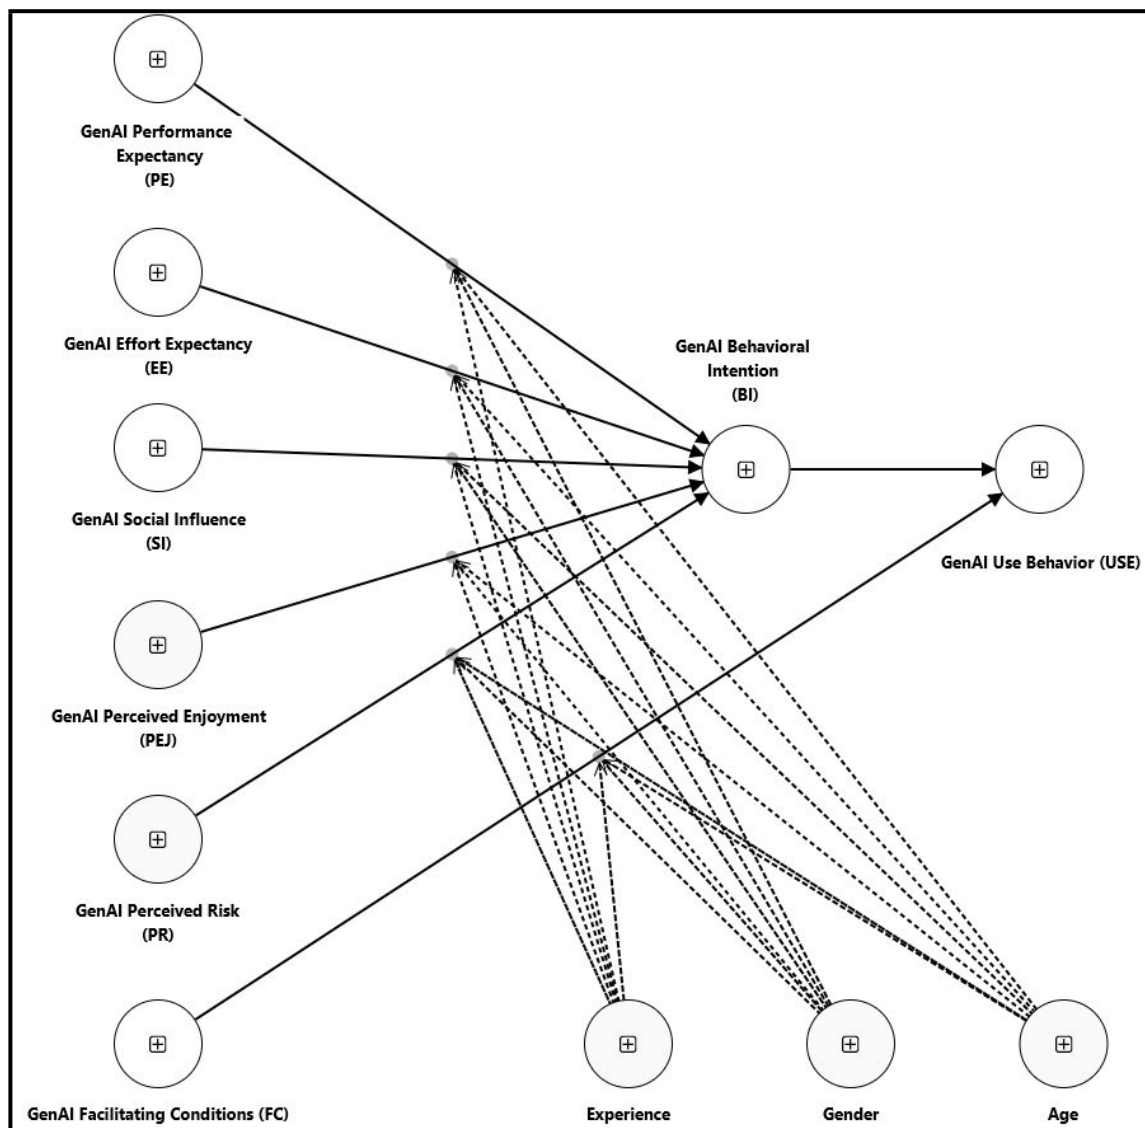 GenAI Performance
Expectancy
(PE)
GenAI Effort Expectancy
(EE)
GenAI Behavioral
Intention
(BI)
GenAI Social Influence
(SI)
GenAI Use Behavior (USE)
GenAI Perceived Enjoyment
(PEJ)
GenAI Perceived Risk
(PR)
GenAI Facilitating Conditions (FC)
Experience
Gender
Age